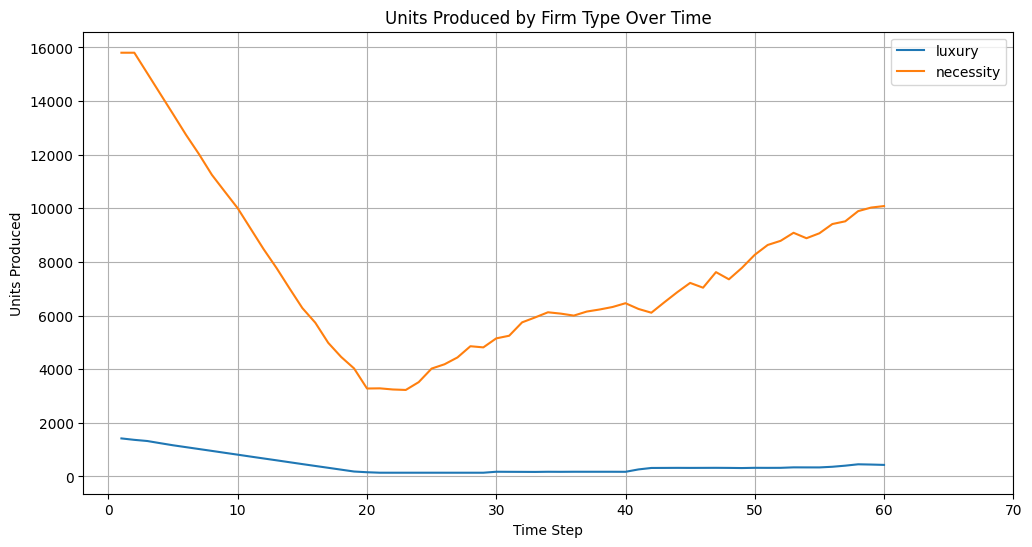 Units Produced by Firm Type Over Time
luxury
necessity
Units Produced
16000
14000
12000
10000
8000
6000
4000
2000
0
0 10 20 30 40 50 60 70
Time Step